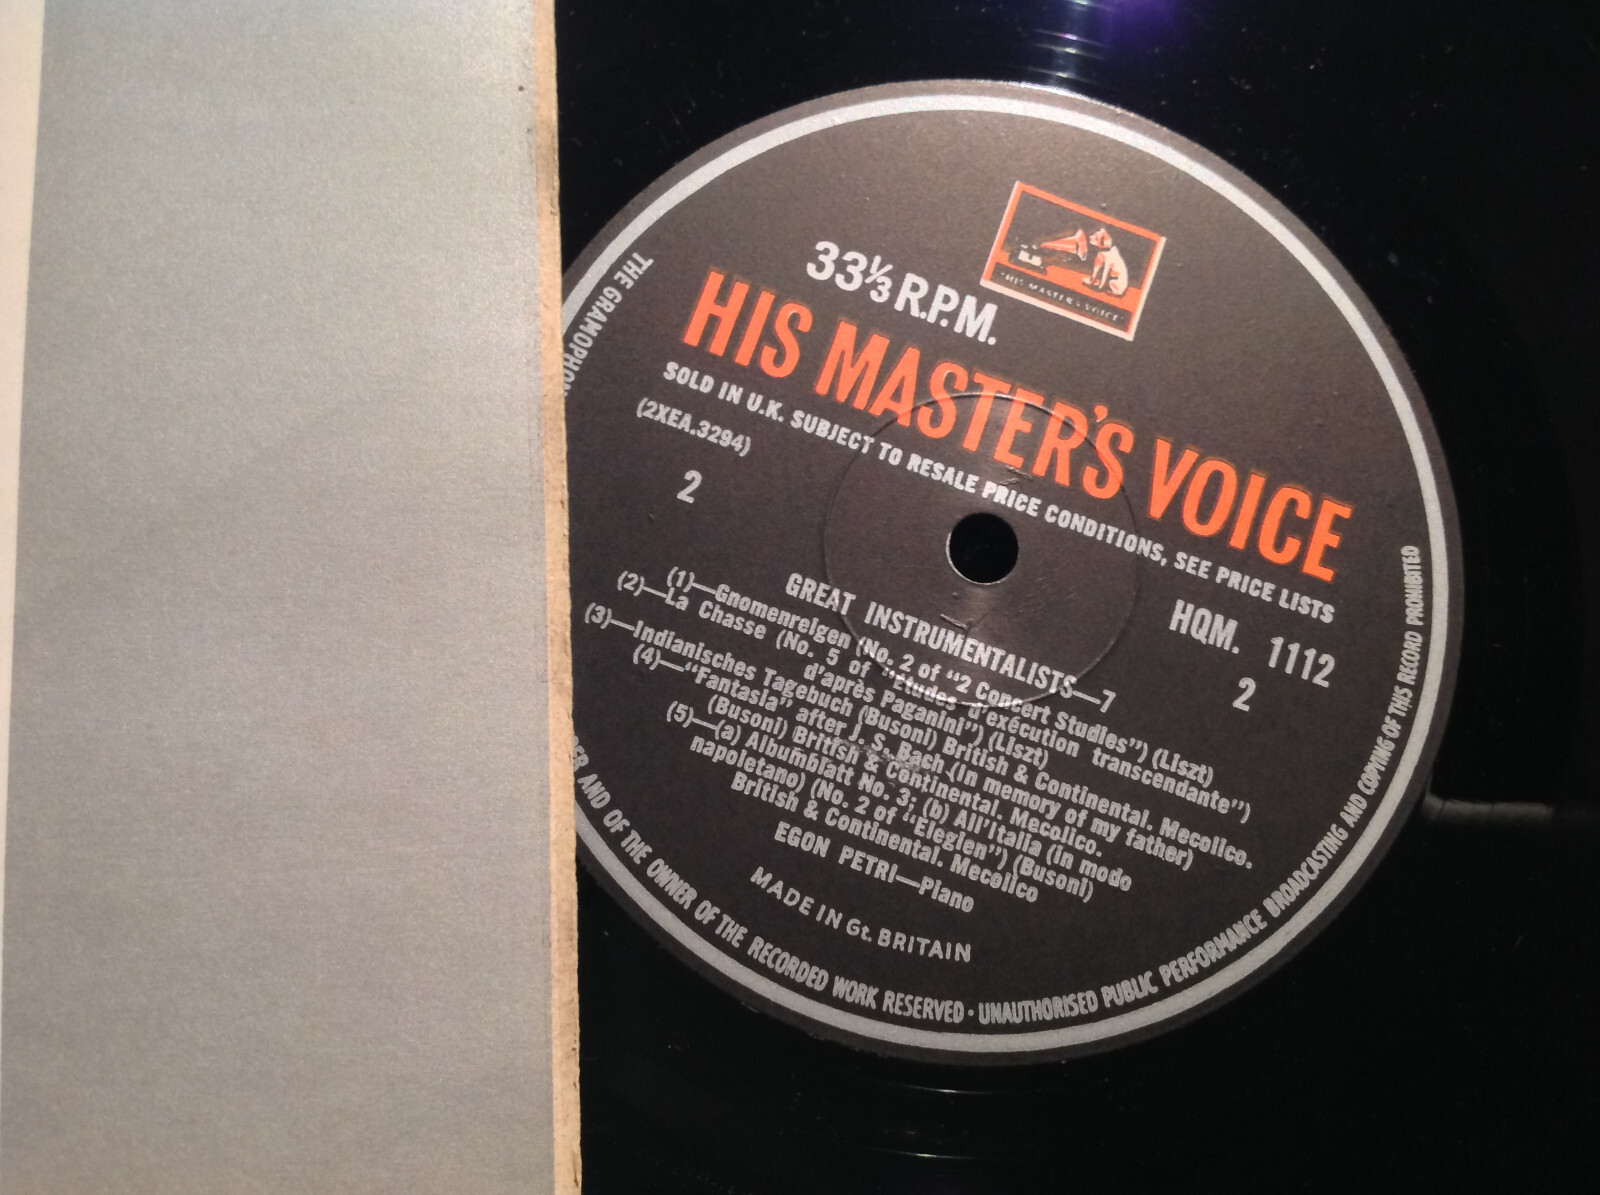 33⅓ R.P.M.
"HIS MASTER'S VOICE"
HIS MASTER'S VOICE
SOLD IN U.K. SUBJECT TO RESALE PRICE CONDITIONS, SEE PRICE LISTS
(2XEA.3294)
2
HQM. 1112
2
GREAT INSTRUMENTALISTS—7
(1)—Gnomenreigen (No. 2 of "2 Concert Studies") (Liszt)
(2)—La Chasse (No. 5 of "Études" d'exécution transcendante")
d'après Paganini") (Liszt)
(3)—Indianisches Tagebuch (Busoni) British & Continental. Mecolico.
(4)—"Fantasia" after J. S. Bach (in memory of my father)
(Busoni) British & Continental. Mecolico.
(5)—(a) Albumblatt No. 3; (b) All'Italia (in modo
napoletano) (No. 2 of "Elegien") (Busoni)
British & Continental. Mecolico
EGON PETRI—Piano
MADE IN Gt. BRITAIN
THE GRAMOPHON
AND OF THE OWNER OF THE RECORDED WORK RESERVED · UNAUTHORISED PUBLIC PERFORMANCE BROADCASTING AND COPYING OF THIS RECORD PROHIBITED